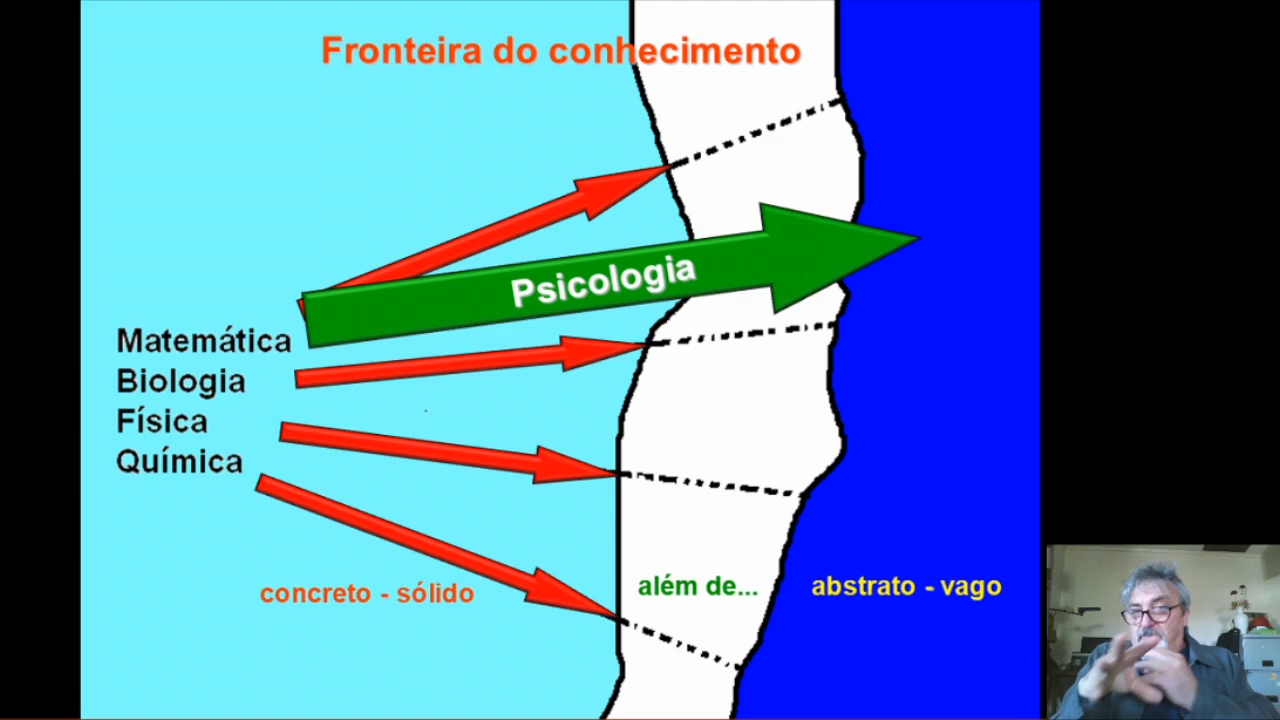 Fronteira do conhecimento
Psicologia
Matemática
Biologia
Física
Química
concreto - sólido
além de...
abstrato - vago